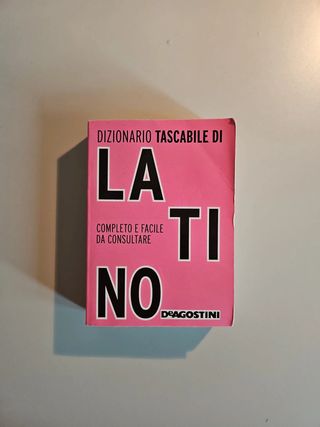 DIZIONARIO TASCABILE DI
LA
TI
COMPLETO E FACILE
DA CONSULTARE
NO
DeAGOSTINI